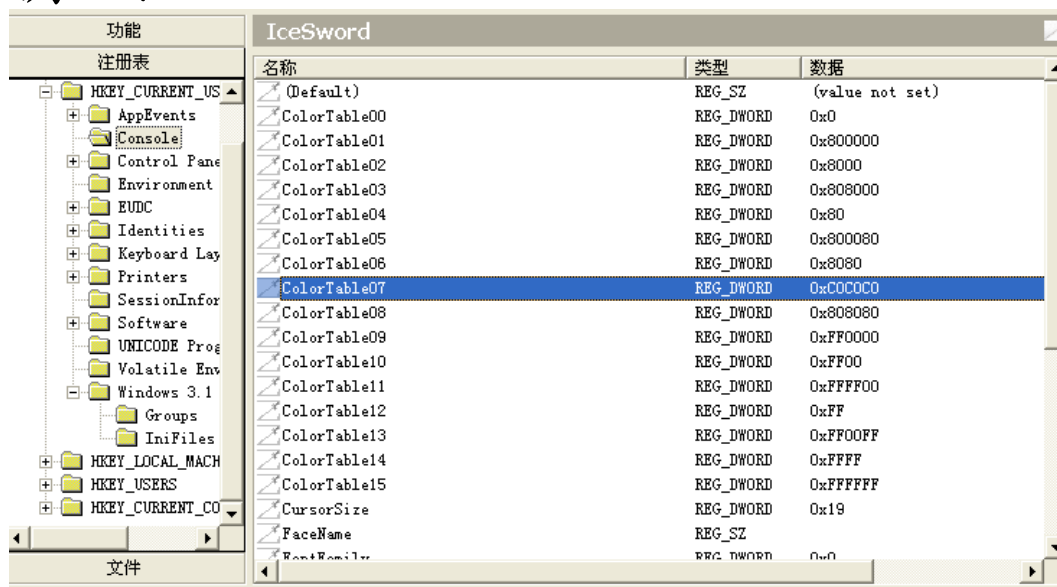 功能
IceSword
注册表
名称 类型 数据
HKEY_CURRENT_US
AppEvents
Console
Control Pane
Environment
EUDC
Identities
Keyboard Lay
Printers
SessionInfor
Software
UNICODE Prog
Volatile Env
Windows 3.1
Groups
IniFiles
HKEY_LOCAL_MACH
HKEY_USERS
HKEY_CURRENT_CO
文件
(Default) REG_SZ (value not set)
ColorTable00 REG_DWORD 0x0
ColorTable01 REG_DWORD 0x800000
ColorTable02 REG_DWORD 0x8000
ColorTable03 REG_DWORD 0x808000
ColorTable04 REG_DWORD 0x80
ColorTable05 REG_DWORD 0x800080
ColorTable06 REG_DWORD 0x8080
ColorTable07 REG_DWORD 0xC0C0C0
ColorTable08 REG_DWORD 0x808080
ColorTable09 REG_DWORD 0xFF0000
ColorTable10 REG_DWORD 0xFF00
ColorTable11 REG_DWORD 0xFFFF00
ColorTable12 REG_DWORD 0xFF
ColorTable13 REG_DWORD 0xFF00FF
ColorTable14 REG_DWORD 0xFFFF
ColorTable15 REG_DWORD 0xFFFFFF
CursorSize REG_DWORD 0x19
FaceName REG_SZ
FontFamily REG_DWORD 0x0